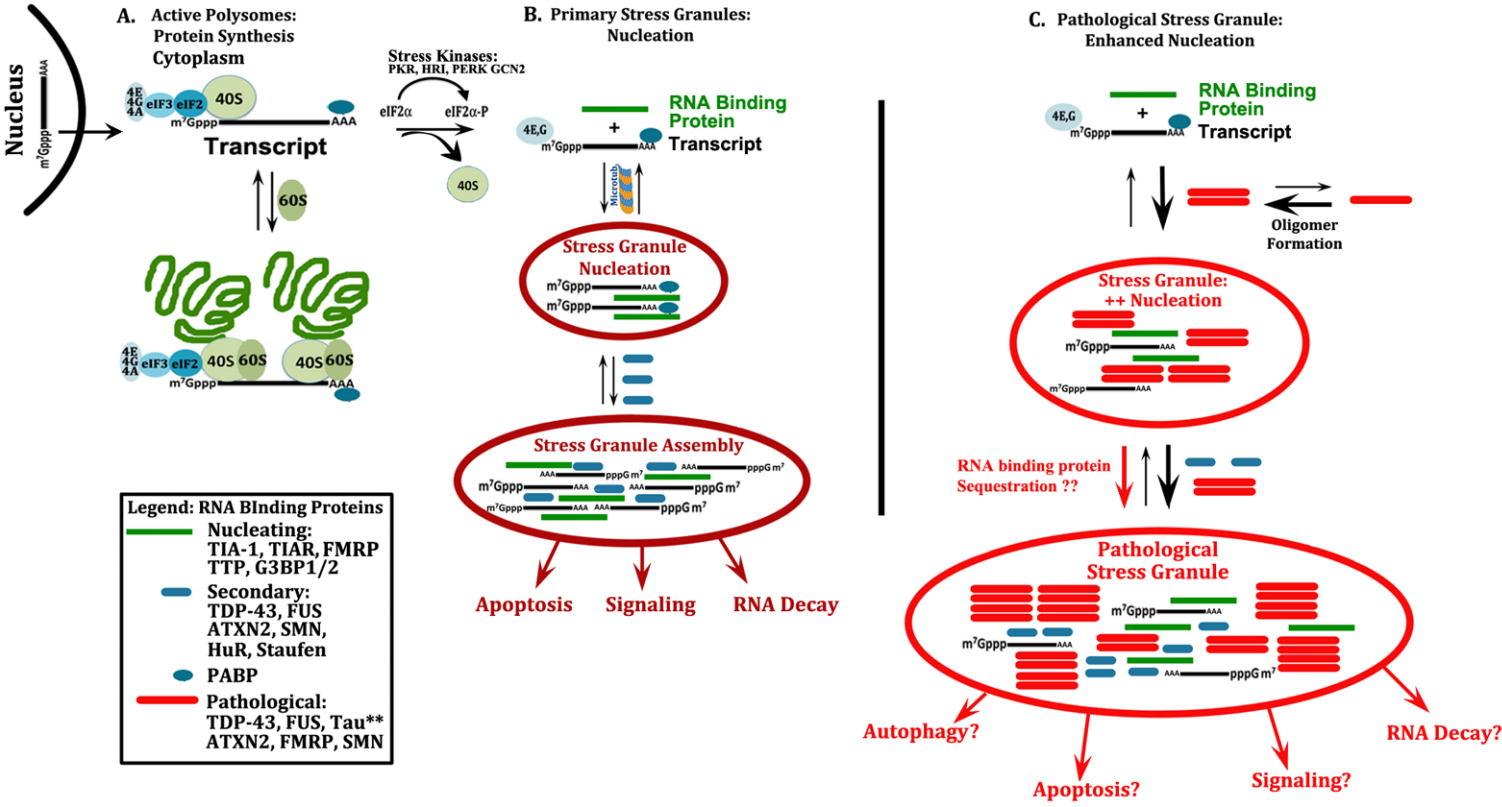 Nucleus
m7Gppp
AAA
A. Active Polysomes:
Protein Synthesis
Cytoplasm
4E
4G
4A
eIF3
eIF2
40S
m7Gppp
AAA
Transcript
60S
4E
4G
4A
eIF3
eIF2
40S
60S
40S
60S
m7Gppp
AAA
Stress Kinases:
PKR, HRI, PERK GCN2
eIF2α
eIF2α-P
40S
B. Primary Stress Granules:
Nucleation
RNA Binding
Protein
+
4E,G
m7Gppp
AAA
Transcript
Microtub.
Stress Granule
Nucleation
m7Gppp
AAA
m7Gppp
AAA
Stress Granule Assembly
AAA
pppG m7
AAA
pppG m7
m7Gppp
AAA
AAA
pppG m7
m7Gppp
AAA
AAA
pppG m7
Apoptosis
Signaling
RNA Decay
Legend: RNA BInding Proteins
Nucleating:
TIA-1, TIAR, FMRP
TTP, G3BP1/2
Secondary:
TDP-43, FUS
ATXN2, SMN,
HuR, Staufen
PABP
Pathological:
TDP-43, FUS, Tau**
ATXN2, FMRP, SMN
C. Pathological Stress Granule:
Enhanced Nucleation
RNA Binding
Protein
+
4E,G
m7Gppp
AAA
Transcript
Oligomer
Formation
Stress Granule:
++ Nucleation
m7Gppp
AAA
m7Gppp
AAA
RNA binding protein
Sequestration ??
Pathological
Stress Granule
m7Gppp
AAA
m7Gppp
AAA
AAA
pppG m7
Autophagy?
Apoptosis?
Signaling?
RNA Decay?